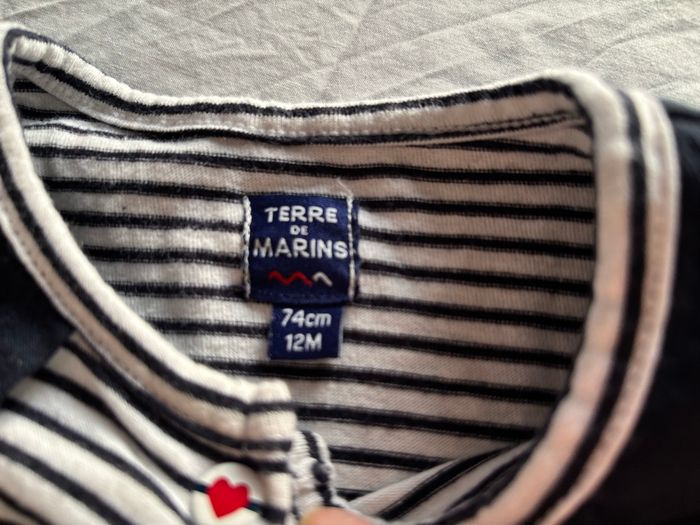 TERRE
DE
MARINS
74cm
12M